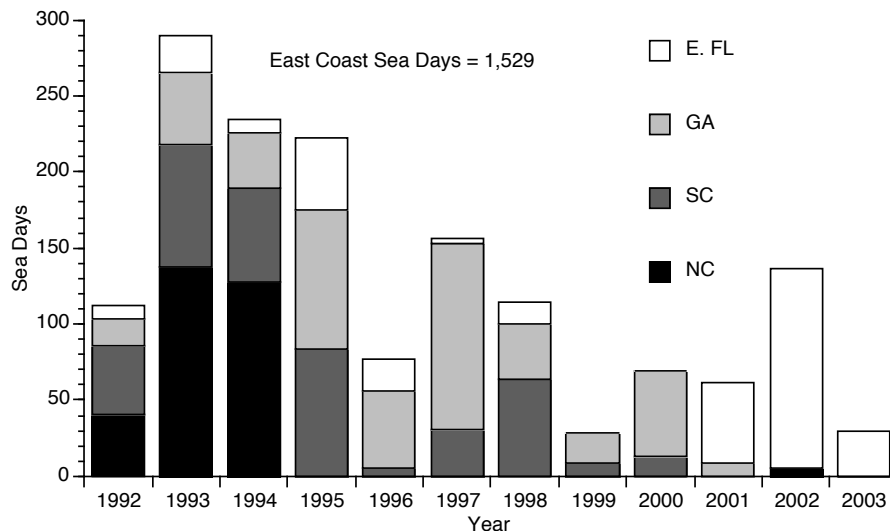 300
250
200
150
100
50
0
Sea Days
East Coast Sea Days = 1,529
E. FL
GA
SC
NC
1992 1993 1994 1995 1996 1997 1998 1999 2000 2001 2002 2003
Year